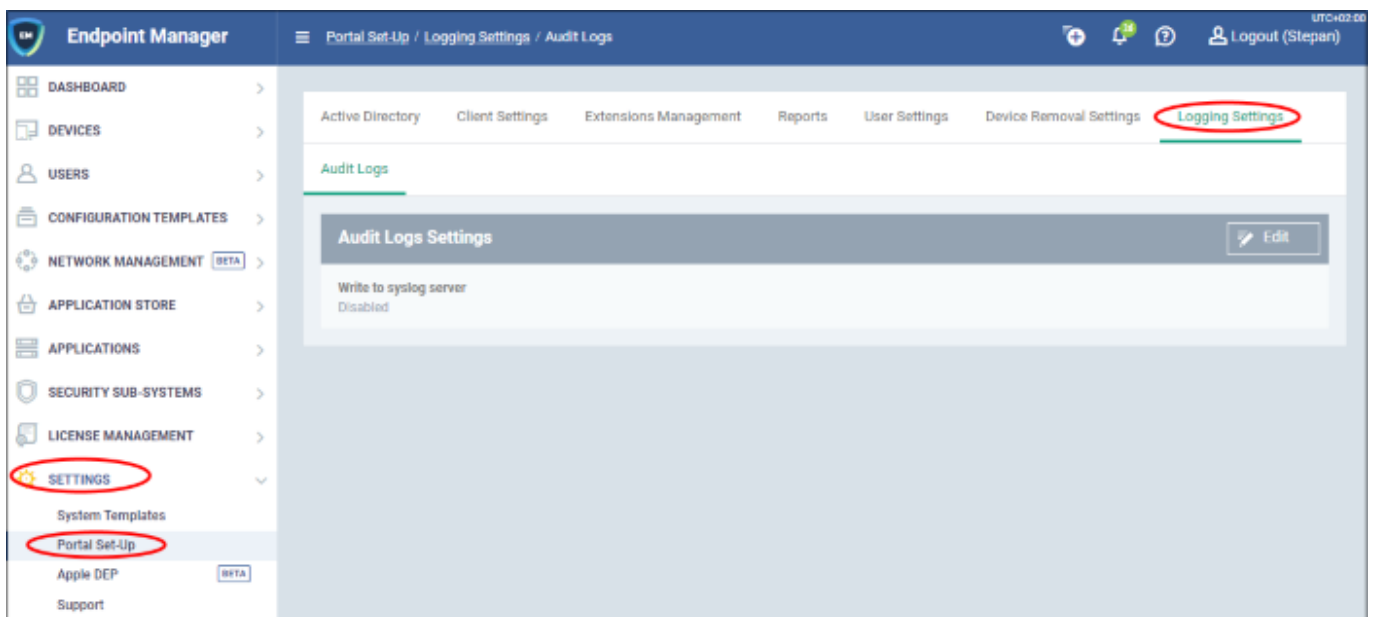 UTC+02:00
EM Endpoint Manager
Portal Set-Up / Logging Settings / Audit Logs
Logout (Stepan)
DASHBOARD
DEVICES
USERS
CONFIGURATION TEMPLATES
NETWORK MANAGEMENT BETA
APPLICATION STORE
APPLICATIONS
SECURITY SUB-SYSTEMS
LICENSE MANAGEMENT
SETTINGS
System Templates
Portal Set-Up
Apple DEP BETA
Support
Active Directory Client Settings Extensions Management Reports User Settings Device Removal Settings Logging Settings
Audit Logs
Audit Logs Settings Edit
Write to syslog server
Disabled